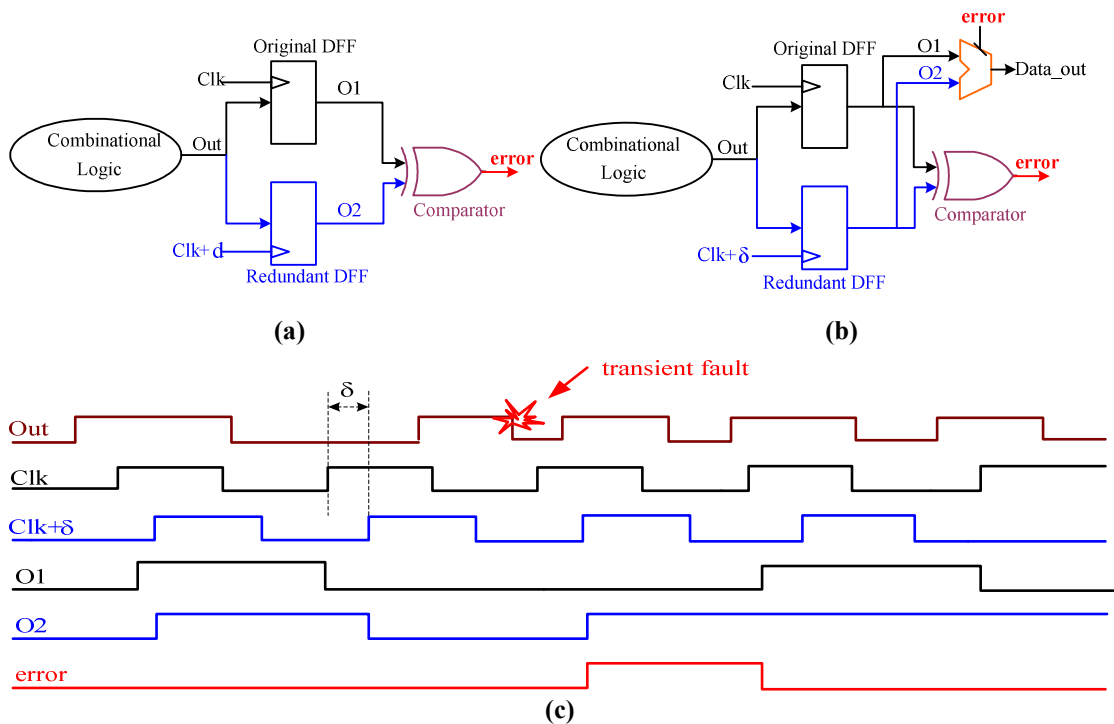 Original DFF
Clk
O1
Combinational
Logic
Out
error
O2
Comparator
Clk+d
Redundant DFF
(a)
error
Original DFF
O1
O2
Clk
Data_out
Combinational
Logic
Out
error
Comparator
Clk+δ
Redundant DFF
(b)
transient fault
δ
Out
Clk
Clk+δ
O1
O2
error
(c)